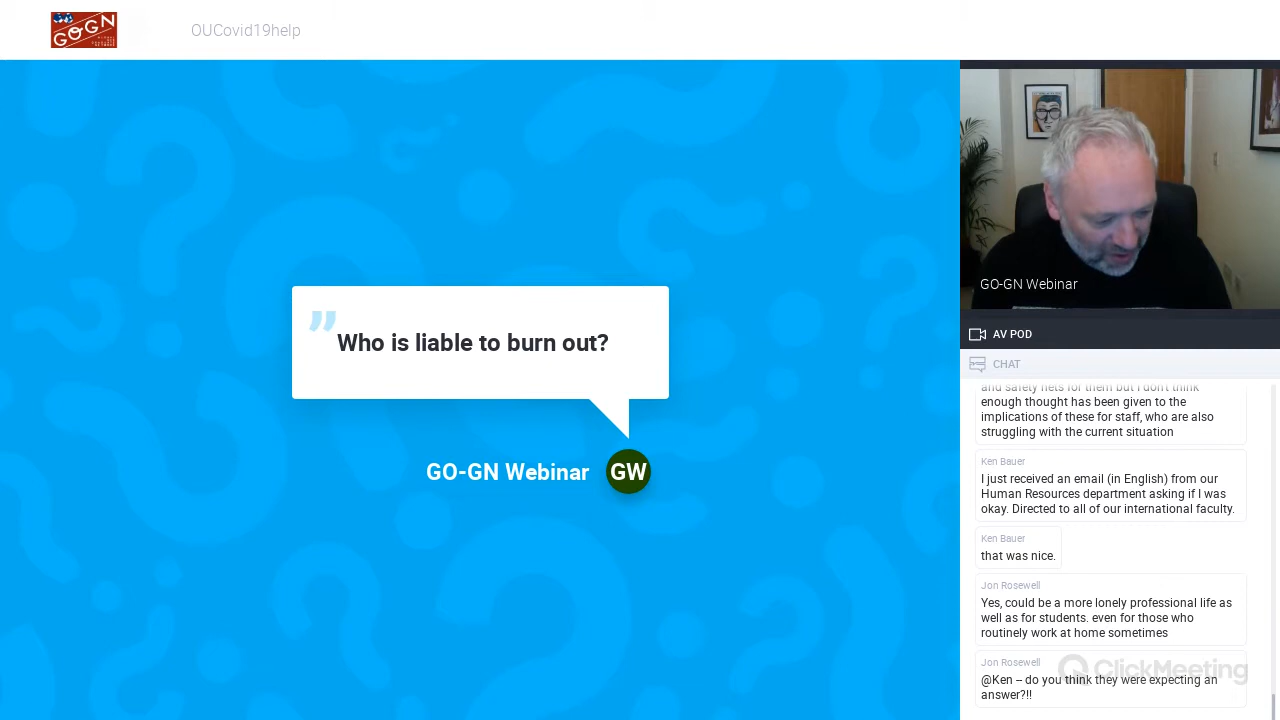 GO-GN
OUCovid19help
Who is liable to burn out?
GO-GN Webinar
GW
GO-GN Webinar
AV POD
CHAT
and safety nets for them but I don't think
enough thought has been given to the
implications of these for staff, who are also
struggling with the current situation
Ken Bauer
I just received an email (in English) from our
Human Resources department asking if I was
okay. Directed to all of our international faculty.
Ken Bauer
that was nice.
Jon Rosewell
Yes, could be a more lonely professional life as
well as for students. even for those who
routinely work at home sometimes
Jon Rosewell
@Ken – do you think they were expecting an
answer?!!
ClickMeeting